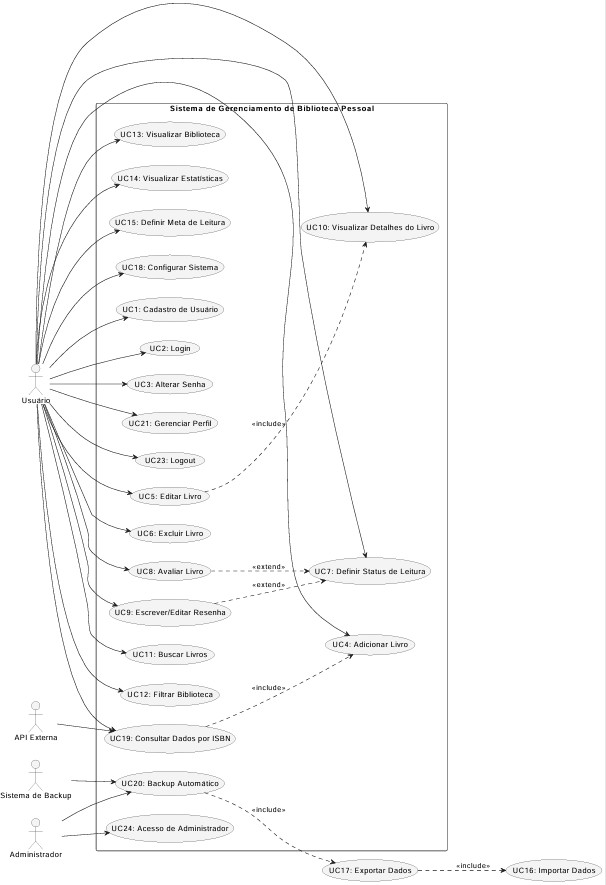 Sistema de Gerenciamento de Biblioteca Pessoal
UC13: Visualizar Biblioteca
UC14: Visualizar Estatísticas
UC15: Definir Meta de Leitura
UC10: Visualizar Detalhes do Livro
UC18: Configurar Sistema
UC1: Cadastro de Usuário
UC2: Login
UC3: Alterar Senha
Usuário
UC21: Gerenciar Perfil
«include»
UC23: Logout
UC5: Editar Livro
UC6: Excluir Livro
UC8: Avaliar Livro
«extend»
UC7: Definir Status de Leitura
«extend»
UC9: Escrever/Editar Resenha
UC4: Adicionar Livro
UC11: Buscar Livros
«include»
UC12: Filtrar Biblioteca
API Externa
UC19: Consultar Dados por ISBN
UC20: Backup Automático
Sistema de Backup
«include»
UC24: Acesso de Administrador
Administrador
UC17: Exportar Dados
«include»
UC16: Importar Dados